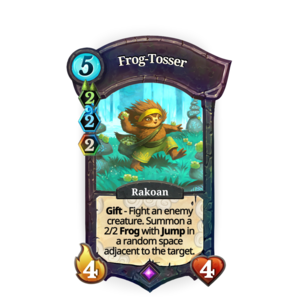 Frog-Tosser
5
2
2
2
Rakoan
Gift - Fight an enemy
creature. Summon a
2/2 Frog with Jump in
a random space
adjacent to the target.
4
4